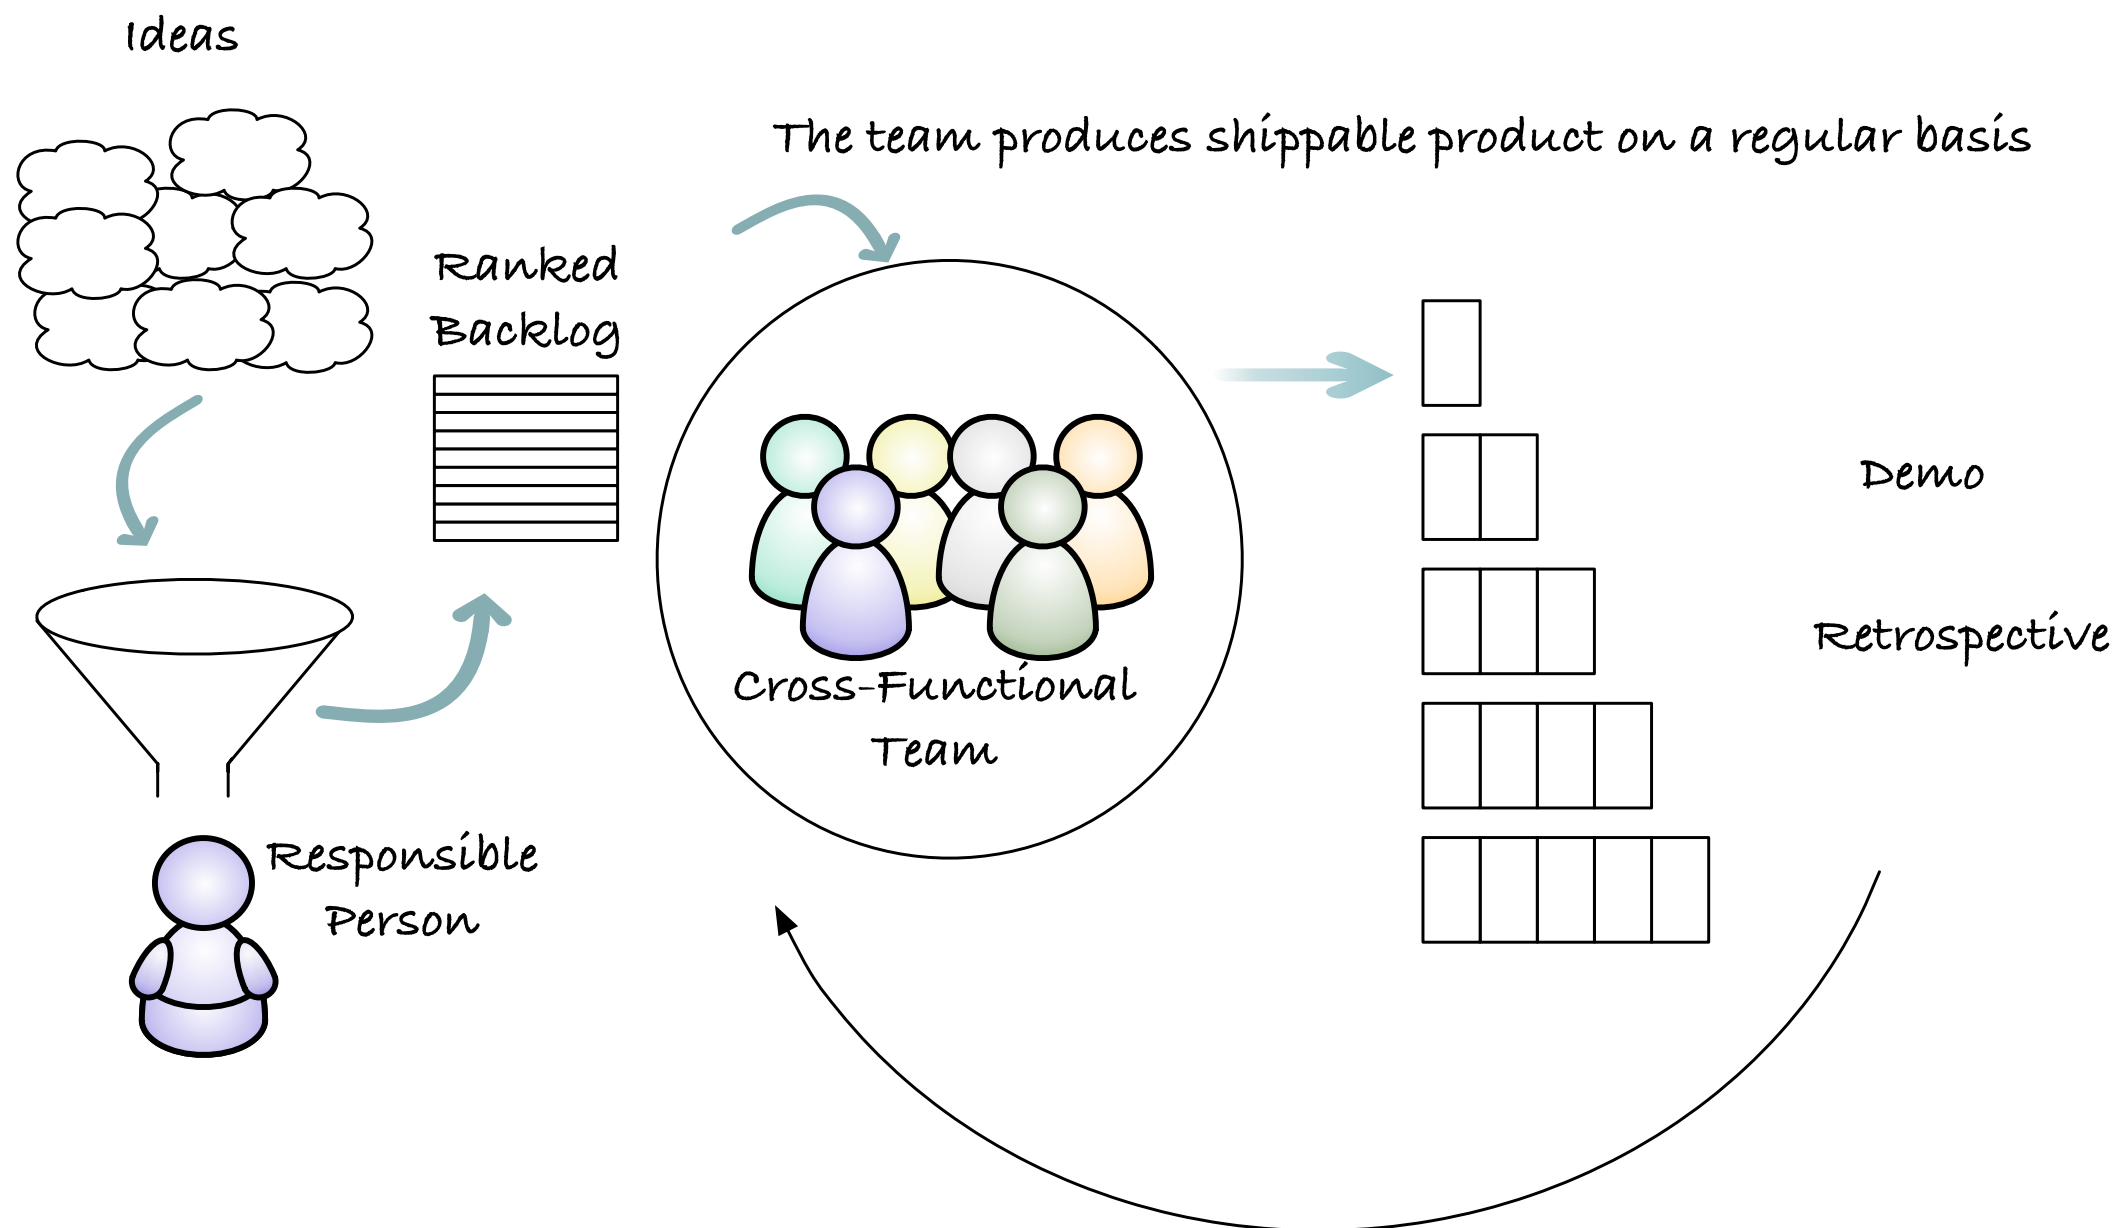 Ideas
The team produces shippable product on a regular basis
Ranked
Backlog
Demo
Retrospective
Cross-Functional
Team
Responsible
Person